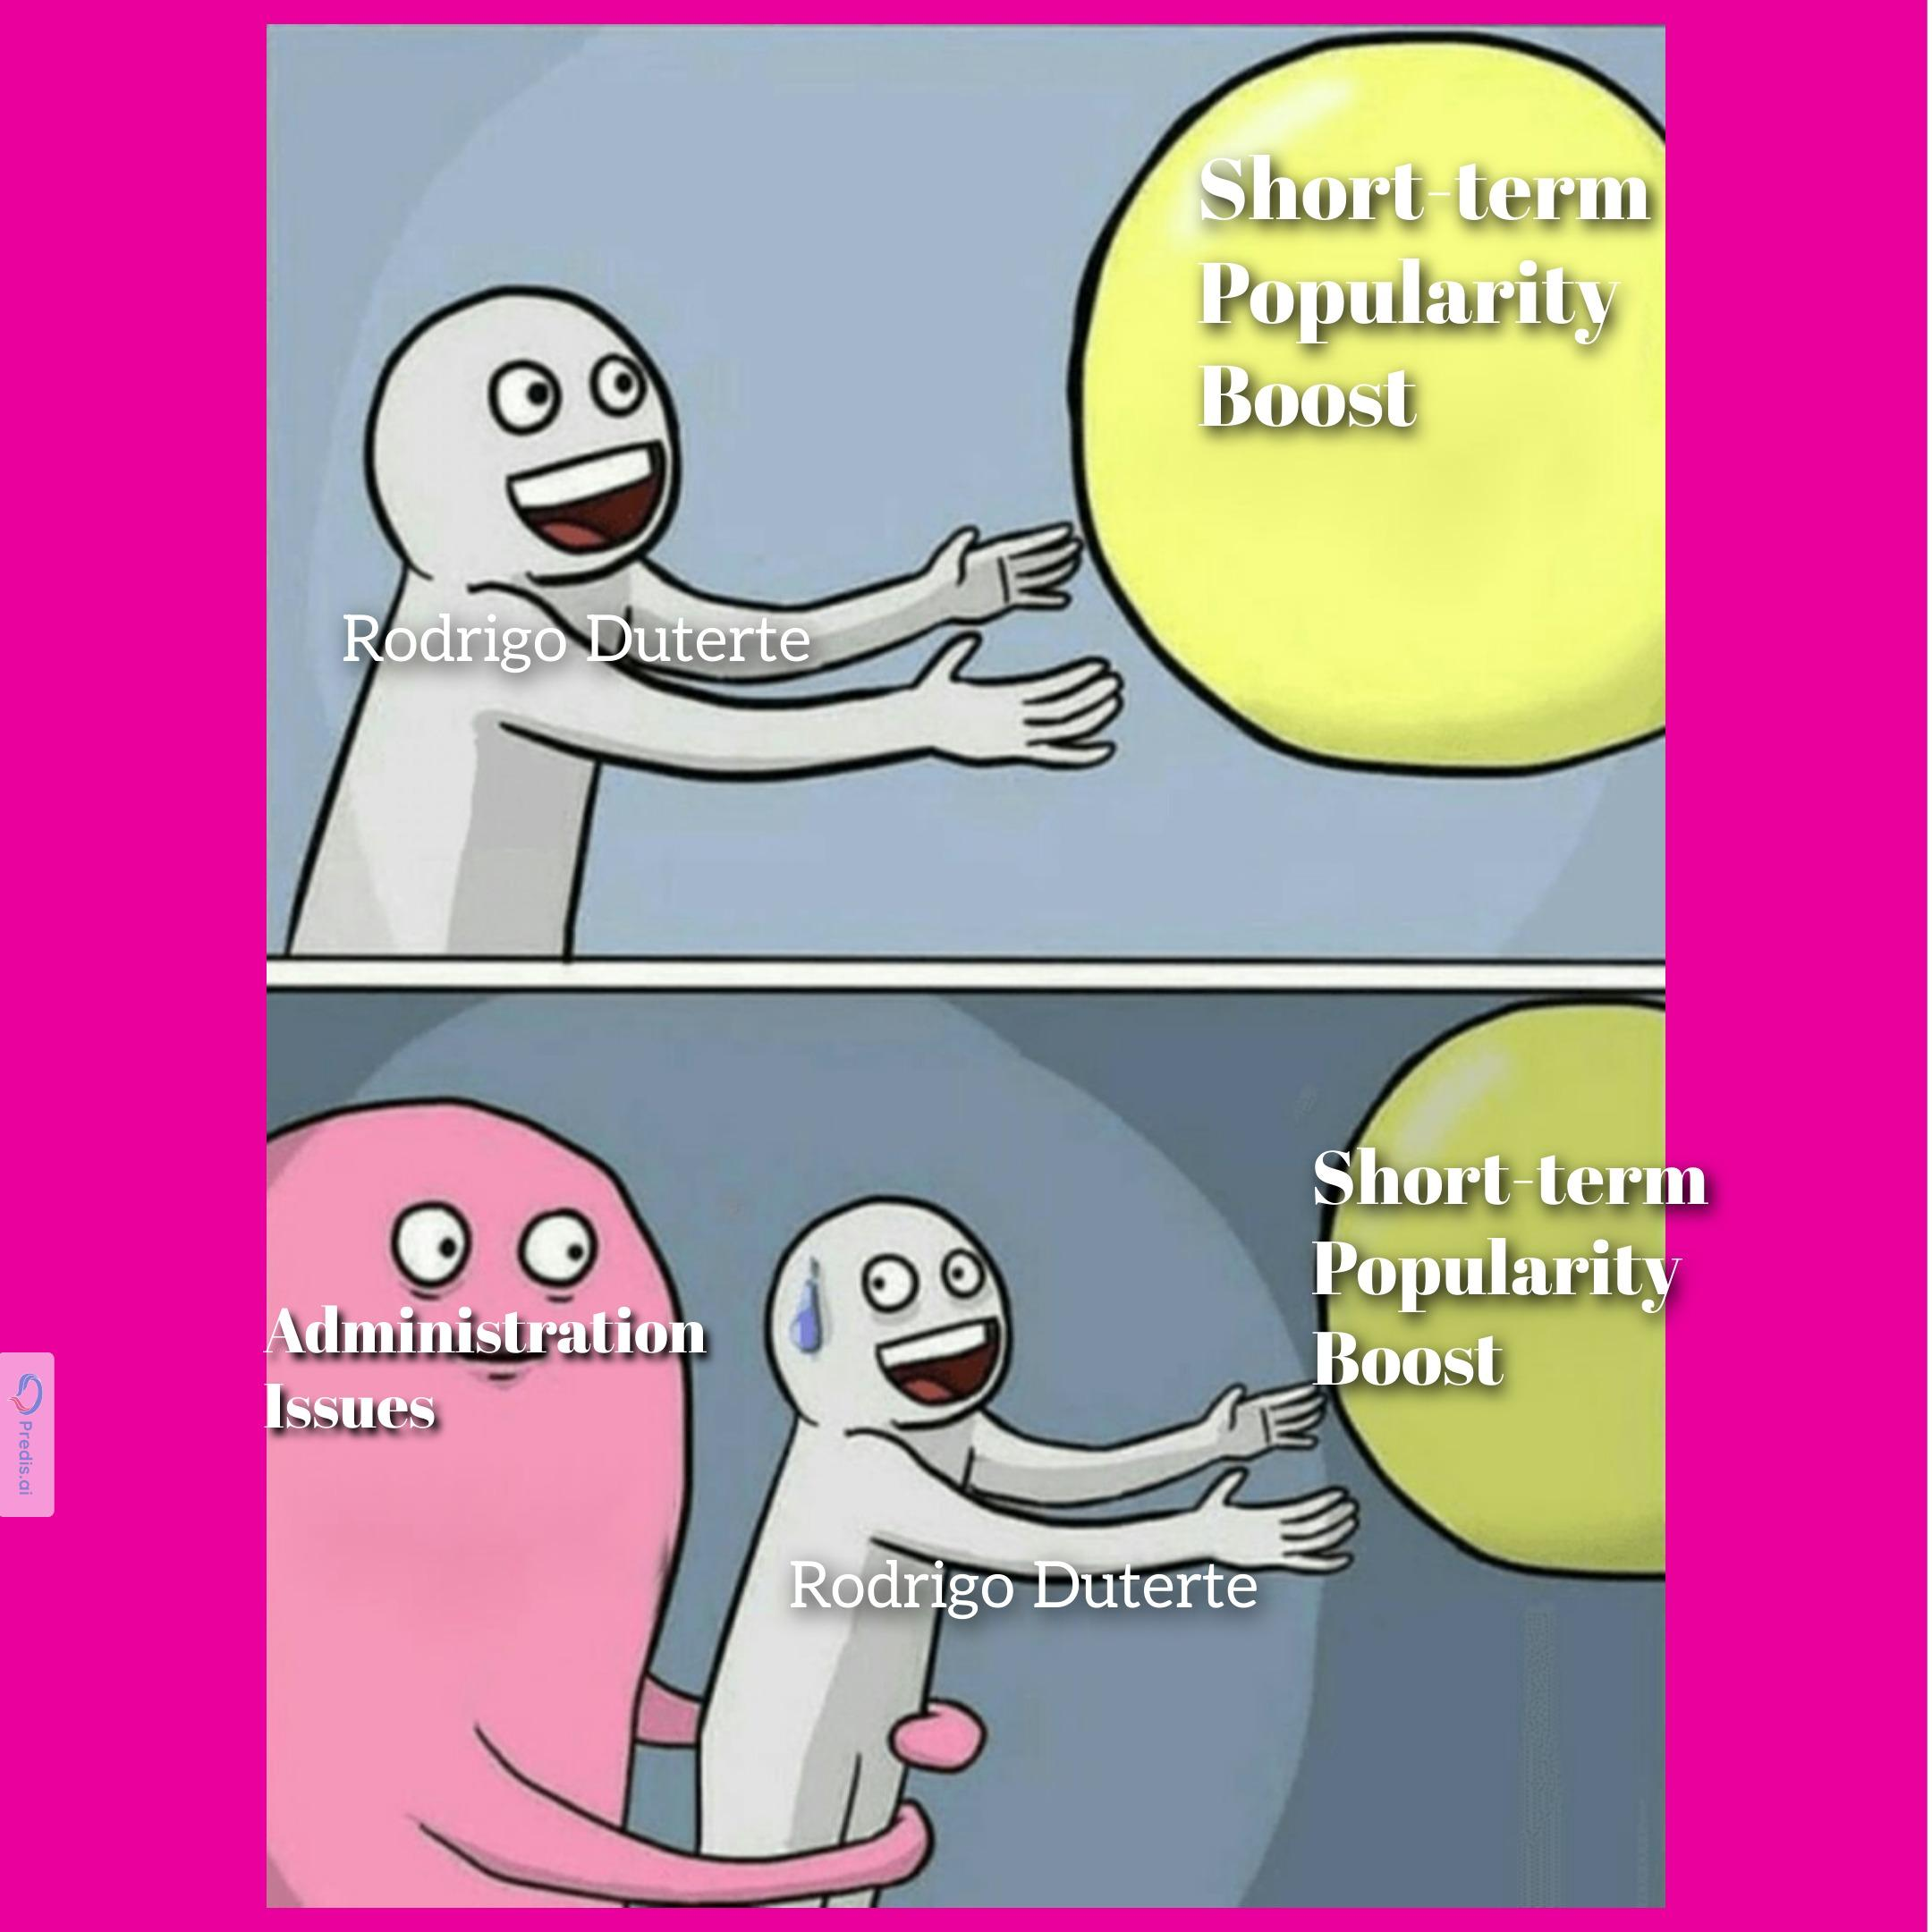 Short-term
Popularity
Boost
Rodrigo Duterte
Short-term
Popularity
Boost
Administration
Issues
Rodrigo Duterte
Predis.ai